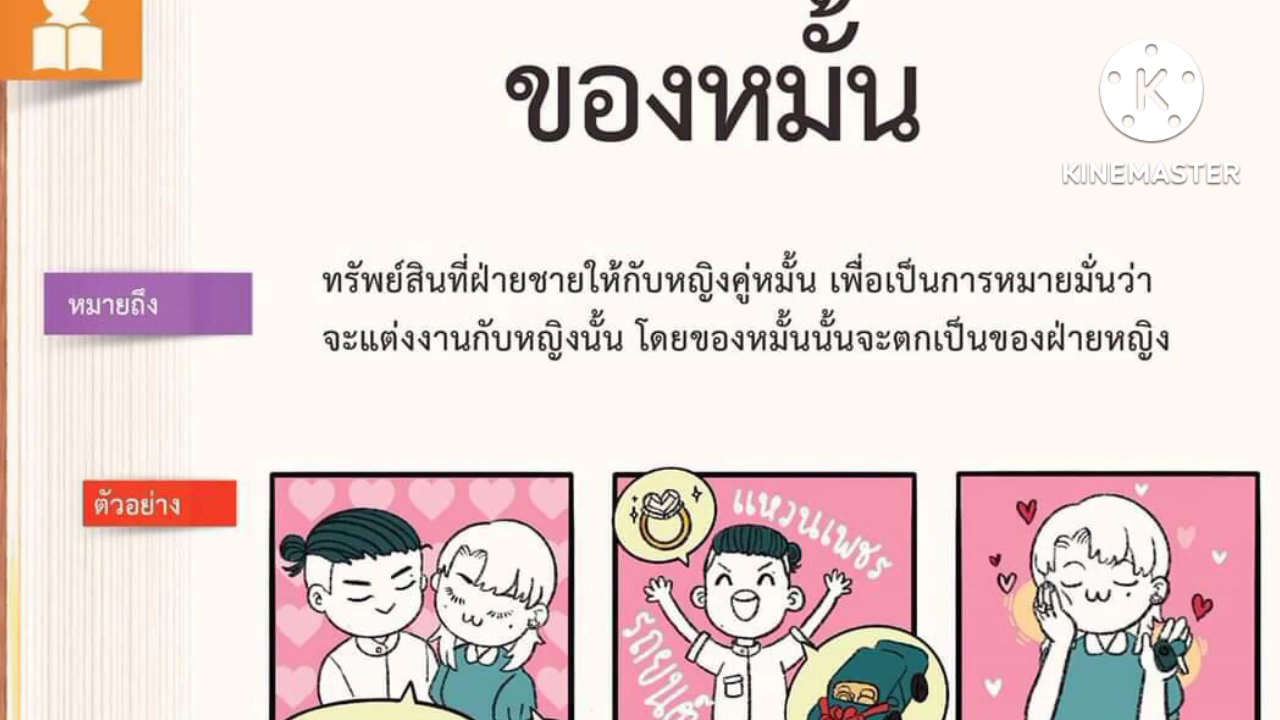 ของหมั้น
K
KINEMASTER
หมายถึง
ทรัพย์สินที่ฝ่ายชายให้กับหญิงคู่หมั้น เพื่อเป็นการหมายมั่นว่า
จะแต่งงานกับหญิงนั้น โดยของหมั้นนั้นจะตกเป็นของฝ่ายหญิง
ตัวอย่าง
แหวนเพชร
รถยนต์